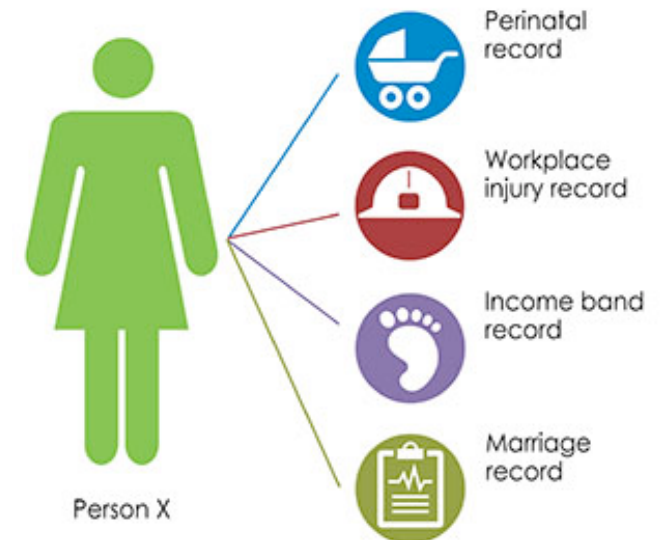 Perinatal
record
Workplace
injury record
Income band
record
Marriage
record
Person X